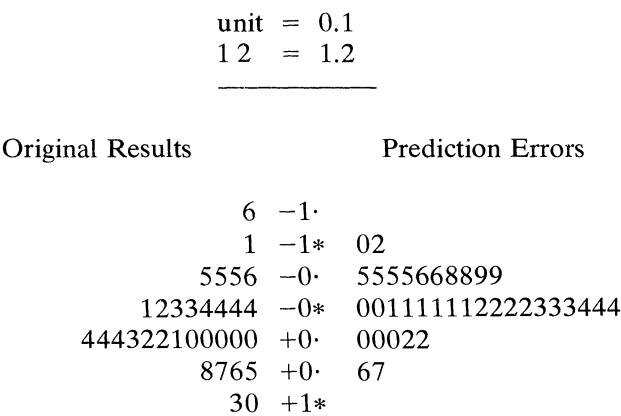 unit = 0.1
1 2 = 1.2
Original Results Prediction Errors
6 −1·
1 −1* 02
5556 −0· 5555668899
12334444 −0* 001111112222333444
444322100000 +0· 00022
8765 +0· 67
30 +1*